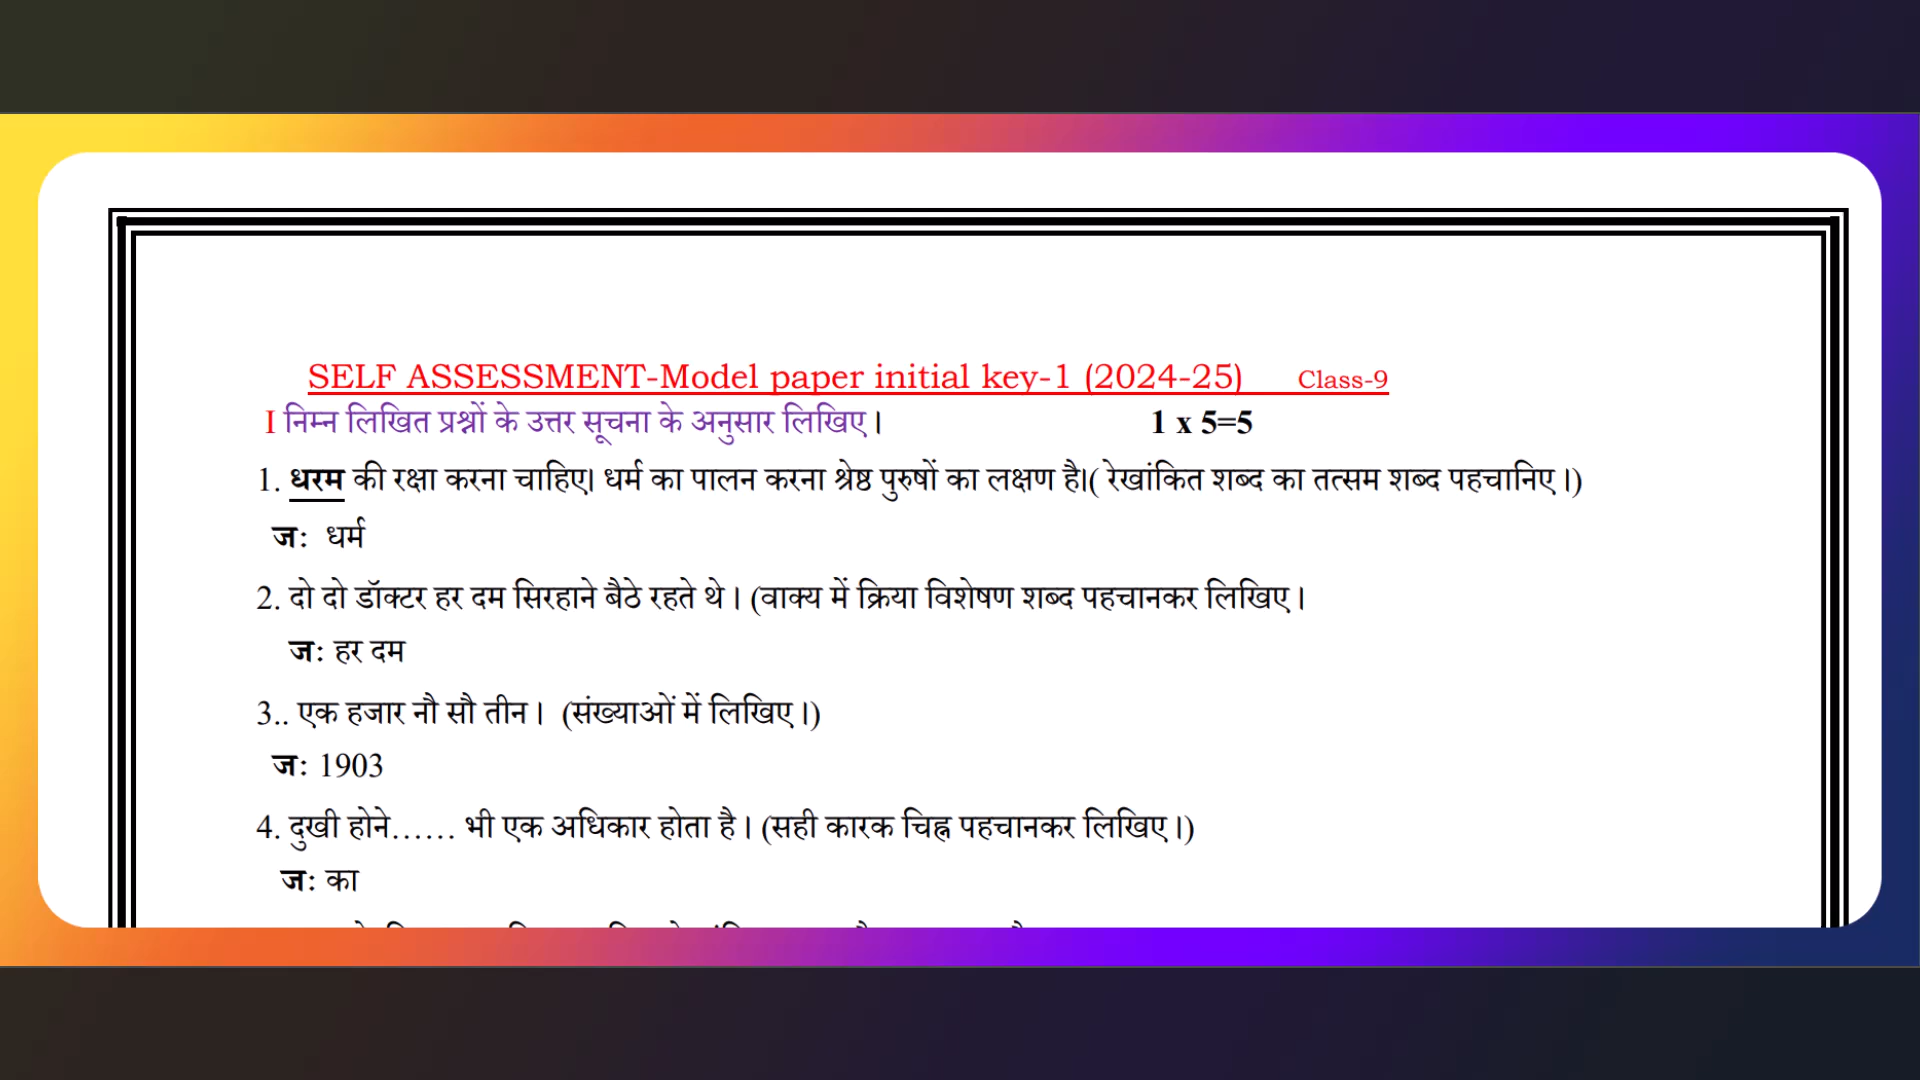 SELF ASSESSMENT-Model paper initial key-1 (2024-25) Class-9
I निम्न लिखित प्रश्नों के उत्तर सूचना के अनुसार लिखिए। 1 x 5=5
1. धरम की रक्षा करना चाहिए। धर्म का पालन करना श्रेष्ठ पुरुषों का लक्षण है।( रेखांकित शब्द का तत्सम शब्द पहचानिए।)
जः धर्म
2. दो दो डॉक्टर हर दम सिरहाने बैठे रहते थे। (वाक्य में क्रिया विशेषण शब्द पहचानकर लिखिए।
जः हर दम
3.. एक हजार नौ सौ तीन। (संख्याओं में लिखिए।)
जः 1903
4. दुखी होने...... भी एक अधिकार होता है। (सही कारक चिह्न पहचानकर लिखिए।)
जः का